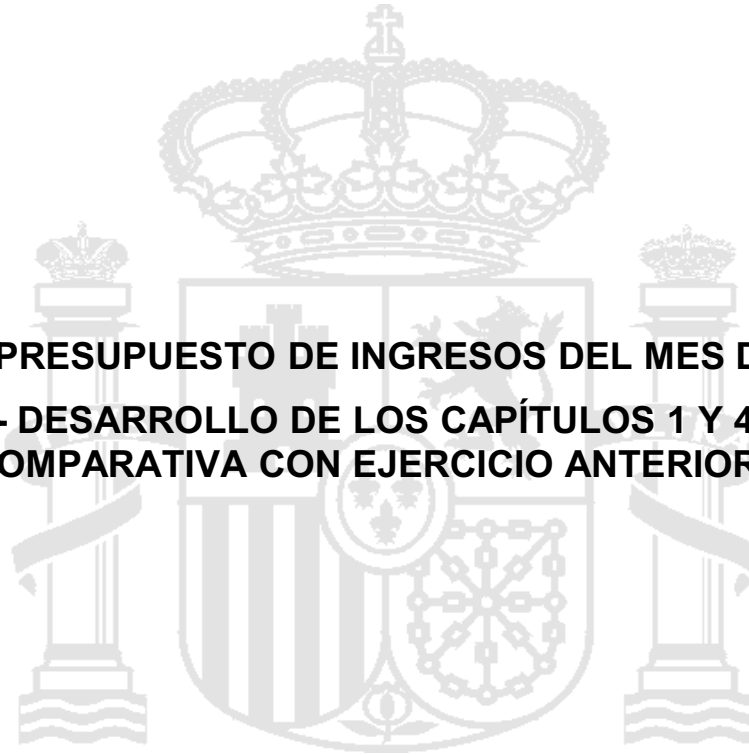 PRESUPUESTO DE INGRESOS DEL MES D
- DESARROLLO DE LOS CAPÍTULOS 1 Y 4
OMPARATIVA CON EJERCICIO ANTERIOR